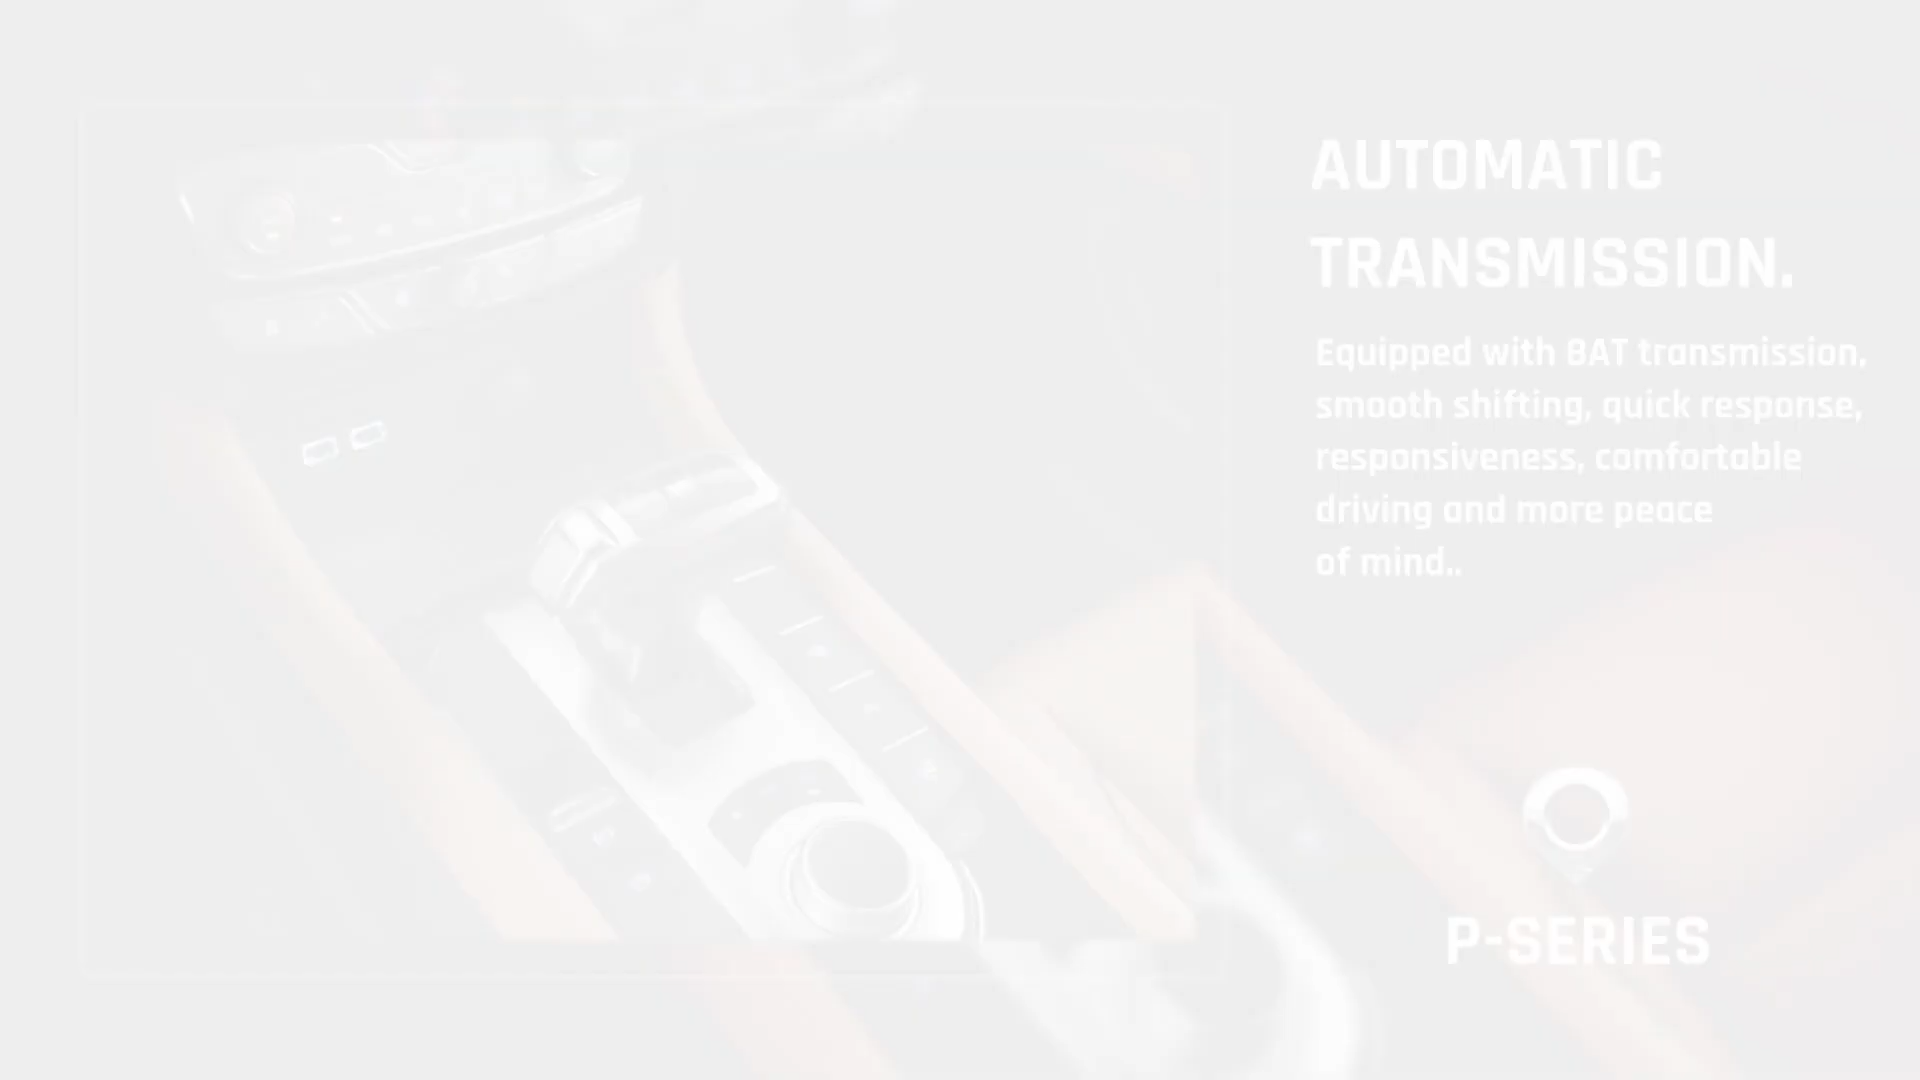 AUTOMATIC
TRANSMISSION.
Equipped with 8AT transmission,
smooth shifting, quick response,
responsiveness, comfortable
driving and more peace
of mind..
P-SERIES